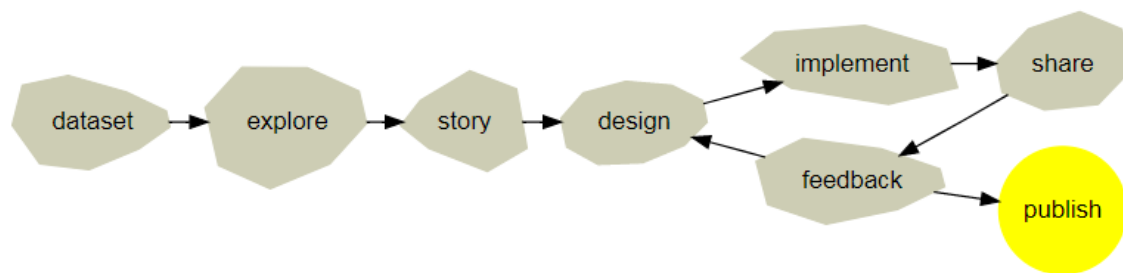 dataset
explore
story
design
implement
share
feedback
publish